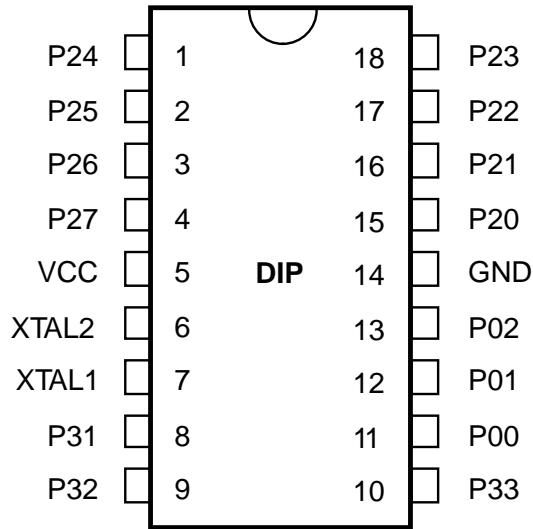 P24 1 18 P23
P25 2 17 P22
P26 3 16 P21
P27 4 15 P20
VCC 5 DIP 14 GND
XTAL2 6 13 P02
XTAL1 7 12 P01
P31 8 11 P00
P32 9 10 P33